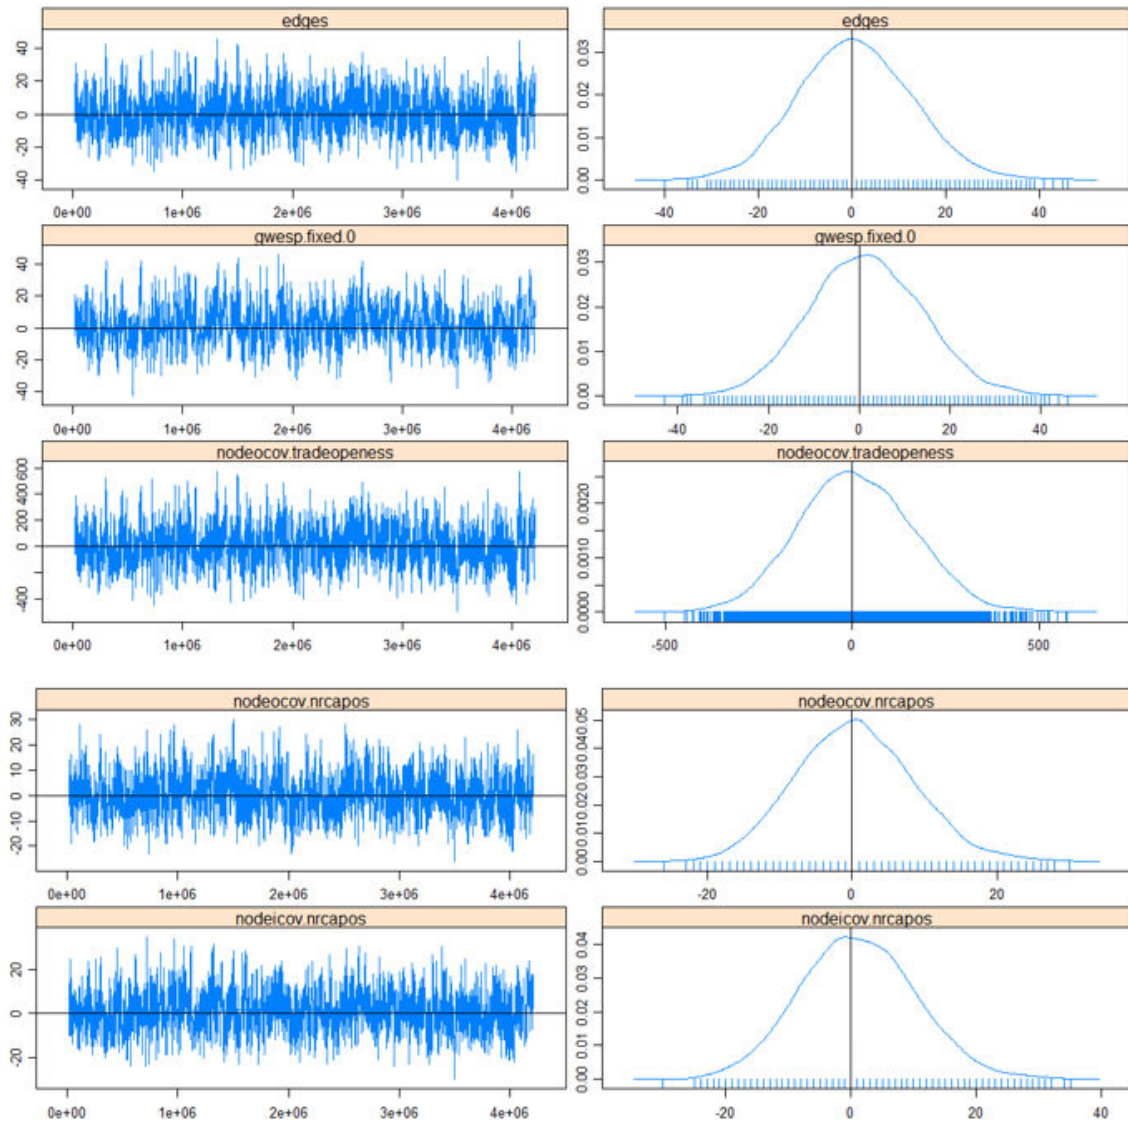 edges
edges
40
20
0
20
40
0e+00 1e+06 2e+06 3e+06 4e+06
0.03
0.02
0.01
0.00
-40 -20 0 20 40
gwesp.fixed.0
gwesp.fixed.0
40
20
0
20
40
0e+00 1e+06 2e+06 3e+06 4e+06
0.03
0.02
0.01
0.00
-40 -20 0 20 40
nodeocov.tradeopeness
nodeocov.tradeopeness
600
400
200
0
-400
0e+00 1e+06 2e+06 3e+06 4e+06
0.0020
0.0010
0.0000
-500 0 500
nodeocov.nrcapos
nodeocov.nrcapos
30
20
10
0
-10
-20
0e+00 1e+06 2e+06 3e+06 4e+06
0.05
0.04
0.03
0.02
0.01
0.00
-20 0 20
nodeicov.nrcapos
nodeicov.nrcapos
20
0
-20
0e+00 1e+06 2e+06 3e+06 4e+06
0.04
0.03
0.02
0.01
0.00
-20 0 20 40